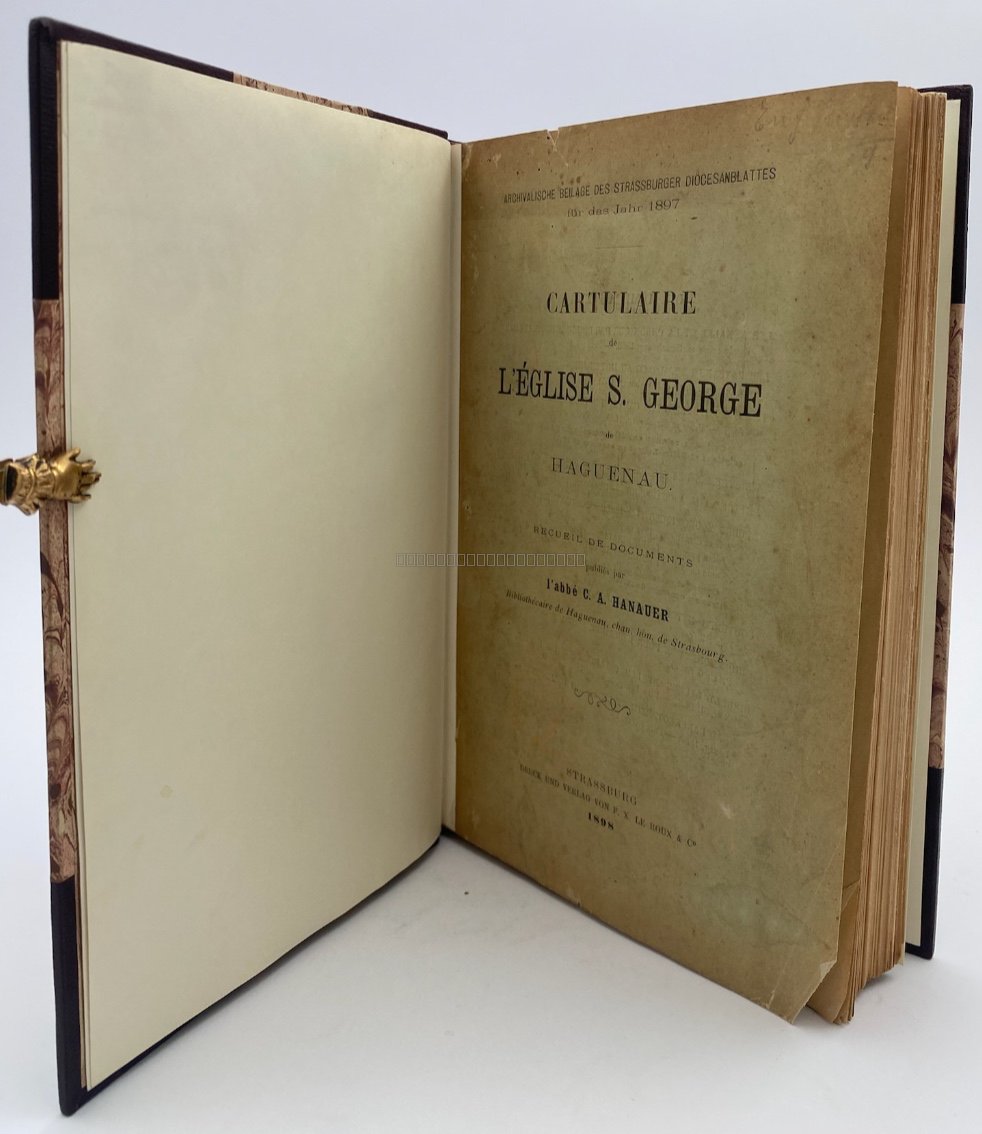 ARCHIVALISCHE BEILAGE DES STRASSBURGER DIÖCESANBLATTES
für das Jahr 1897
CARTULAIRE
de
L'ÉGLISE S. GEORGE
de
HAGUENAU.
RECUEIL DE DOCUMENTS
publiés par
l'abbé C. A. HANAUER
Bibliothécaire de Haguenau, chan. hon. de Strasbourg.
STRASSBURG
DRUCK UND VERLAG VON F. X. LE ROUX & Cº
1898